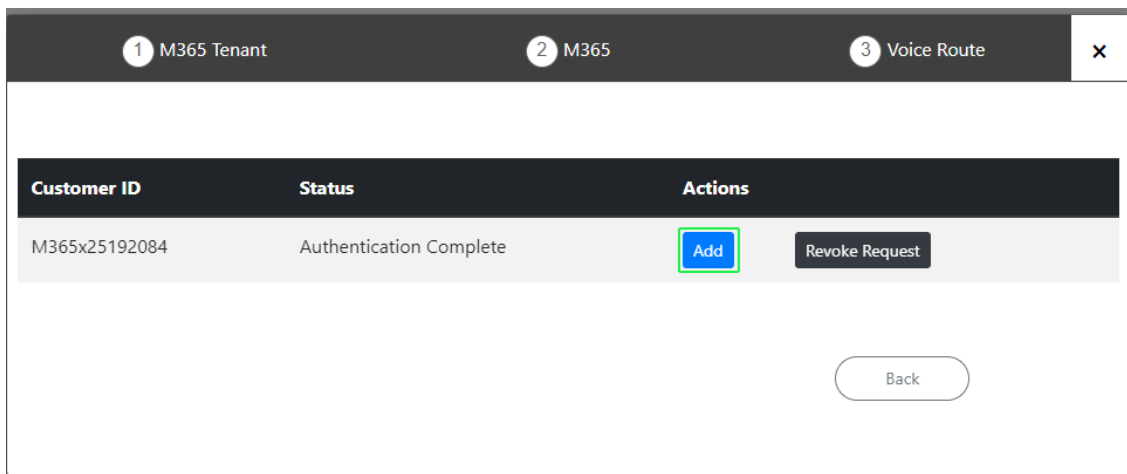 1 M365 Tenant 2 M365 3 Voice Route ×
Customer ID Status Actions
M365x25192084 Authentication Complete Add Revoke Request
Back